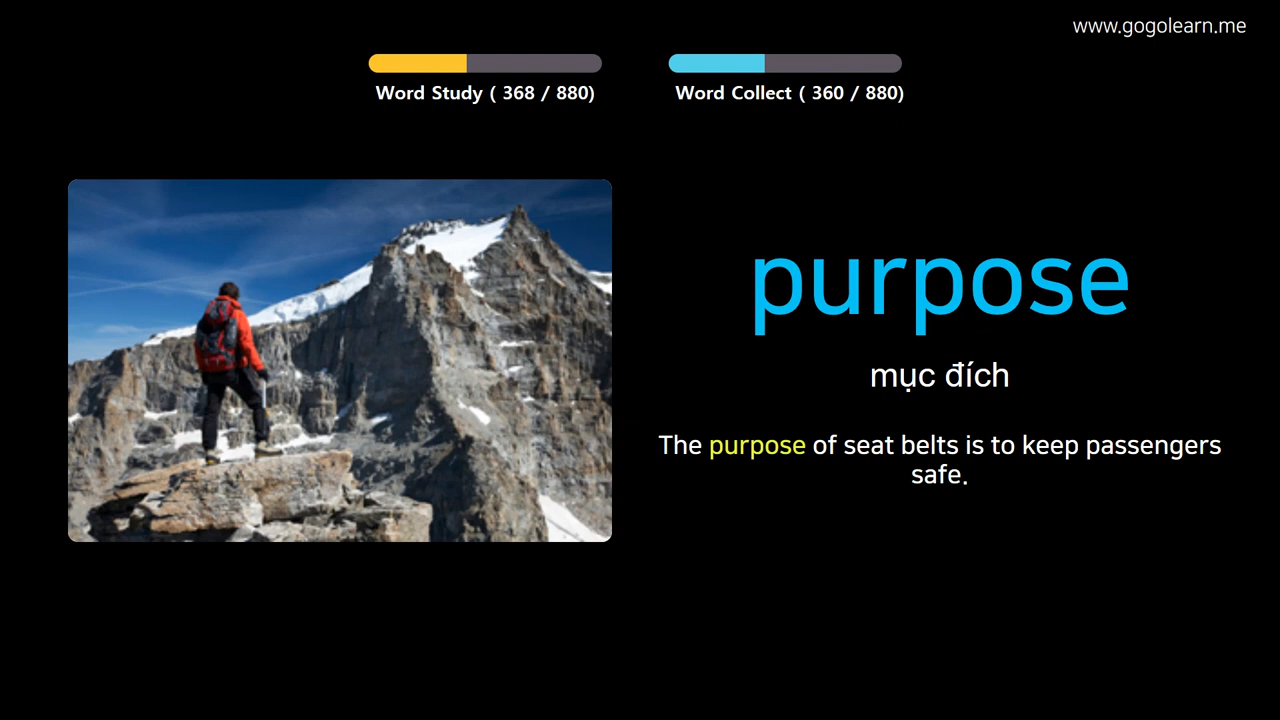 www.gogolearn.me
Word Study ( 368 / 880)
Word Collect ( 360 / 880)
purpose
mục đích
The purpose of seat belts is to keep passengers
safe.